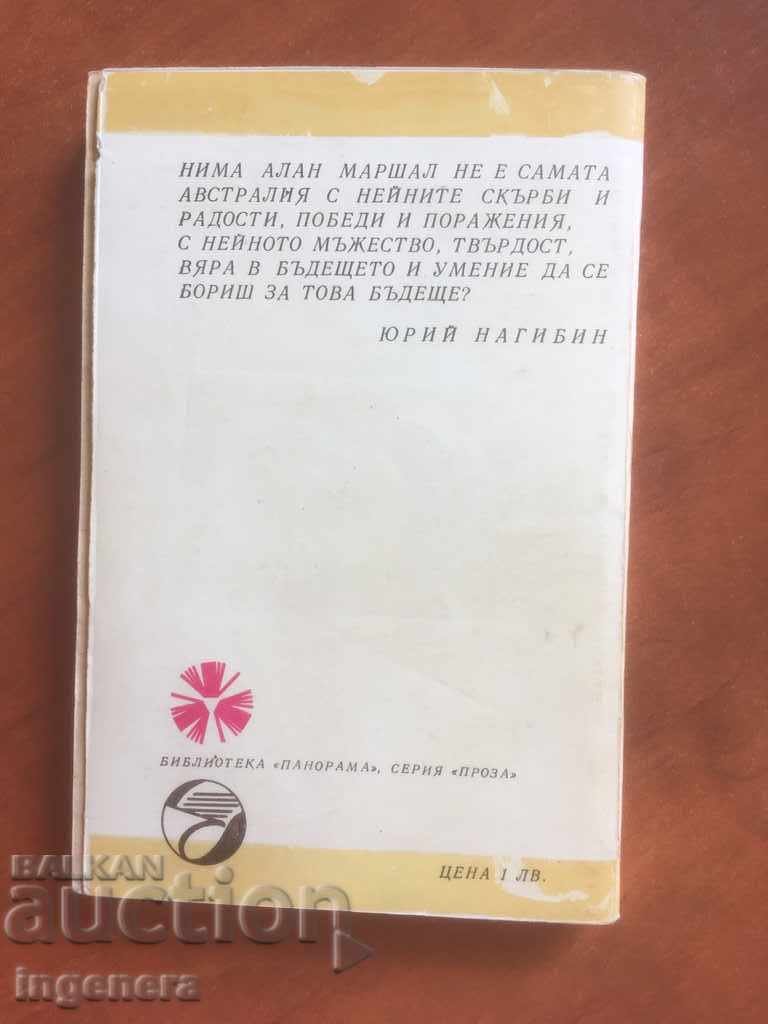 НИМА АЛАН МАРШАЛ НЕ Е САМАТА
АВСТРАЛИЯ С НЕЙНИТЕ СКЪРБИ И
РАДОСТИ, ПОБЕДИ И ПОРАЖЕНИЯ,
С НЕЙНОТО МЪЖЕСТВО, ТВЪРДОСТ,
ВЯРА В БЪДЕЩЕТО И УМЕНИЕ ДА СЕ
БОРИШ ЗА ТОВА БЪДЕЩЕ?
ЮРИЙ НАГИБИН
БИБЛИОТЕКА «ПАНОРАМА», СЕРИЯ «ПРОЗА»
ЦЕНА 1 ЛВ.
BALKAN
auction
ingenera